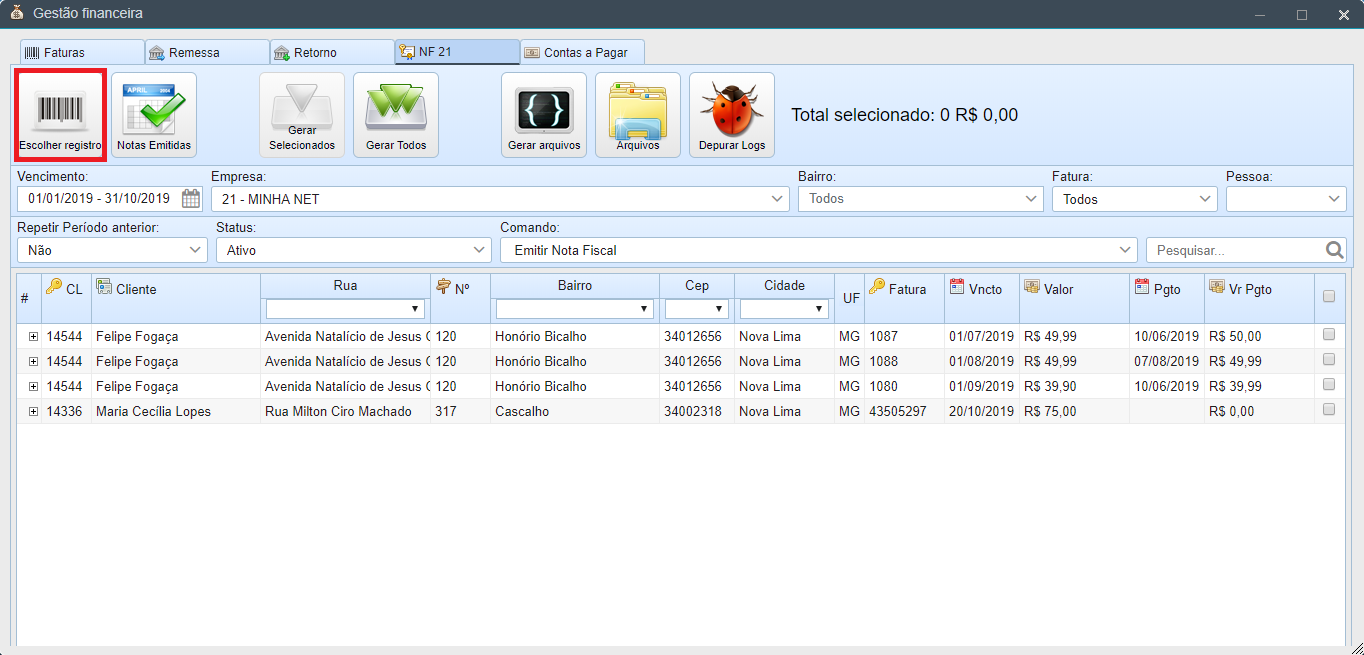 Gestão financeira
Faturas Remessa Retorno NF 21 Contas a Pagar
Escolher registro Notas Emitidas Gerar Selecionados Gerar Todos Gerar arquivos Arquivos Depurar Logs Total selecionado: 0 R$ 0,00
Vencimento: Empresa: Bairro: Fatura: Pessoa:
01/01/2019 - 31/10/2019 21 - MINHA NET Todos Todos
Repetir Período anterior: Status: Comando:
Não Ativo Emitir Nota Fiscal Pesquisar...
# CL Cliente Rua Nº Bairro Cep Cidade UF Fatura Vncto Valor Pgto Vr Pgto
14544 Felipe Fogaça Avenida Natalício de Jesus 120 Honório Bicalho 34012656 Nova Lima MG 1087 01/07/2019 R$ 49,99 10/06/2019 R$ 50,00
14544 Felipe Fogaça Avenida Natalício de Jesus 120 Honório Bicalho 34012656 Nova Lima MG 1088 01/08/2019 R$ 49,99 07/08/2019 R$ 49,99
14544 Felipe Fogaça Avenida Natalício de Jesus 120 Honório Bicalho 34012656 Nova Lima MG 1080 01/09/2019 R$ 39,90 10/06/2019 R$ 39,99
14336 Maria Cecília Lopes Rua Milton Ciro Machado 317 Cascalho 34002318 Nova Lima MG 43505297 20/10/2019 R$ 75,00 R$ 0,00